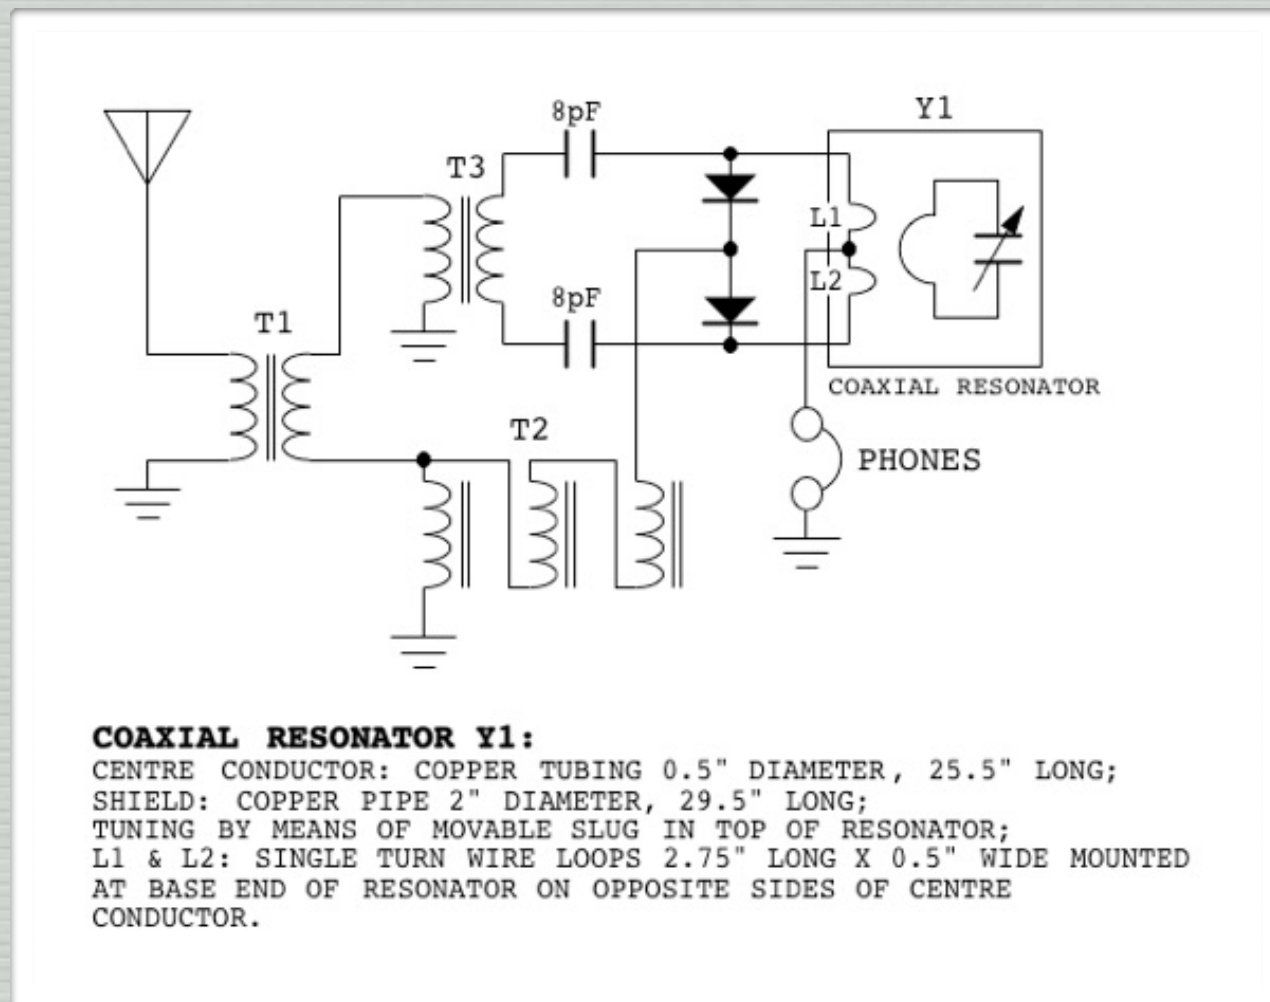 Y1
8pF
T3
L1
8pF
L2
T1
COAXIAL RESONATOR
T2
PHONES
COAXIAL RESONATOR Y1:
CENTRE CONDUCTOR: COPPER TUBING 0.5" DIAMETER, 25.5" LONG;
SHIELD: COPPER PIPE 2" DIAMETER, 29.5" LONG;
TUNING BY MEANS OF MOVABLE SLUG IN TOP OF RESONATOR;
L1 & L2: SINGLE TURN WIRE LOOPS 2.75" LONG X 0.5" WIDE MOUNTED
AT BASE END OF RESONATOR ON OPPOSITE SIDES OF CENTRE
CONDUCTOR.